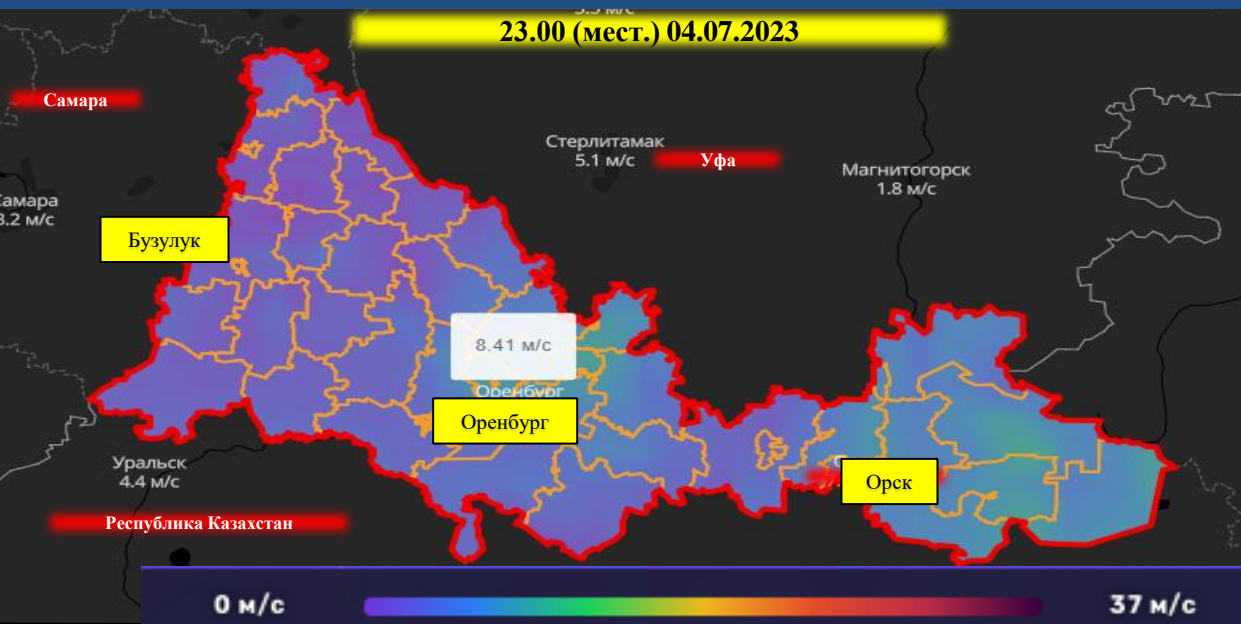 23.00 (мест.) 04.07.2023
Самара
Стерлитамак
5.1 м/с
Уфа
Магнитогорск
1.8 м/с
Бузулук
8.41 м/с
Оренбург
Оренбург
Уральск
4.4 м/с
Орск
Республика Казахстан
0 м/с
37 м/с